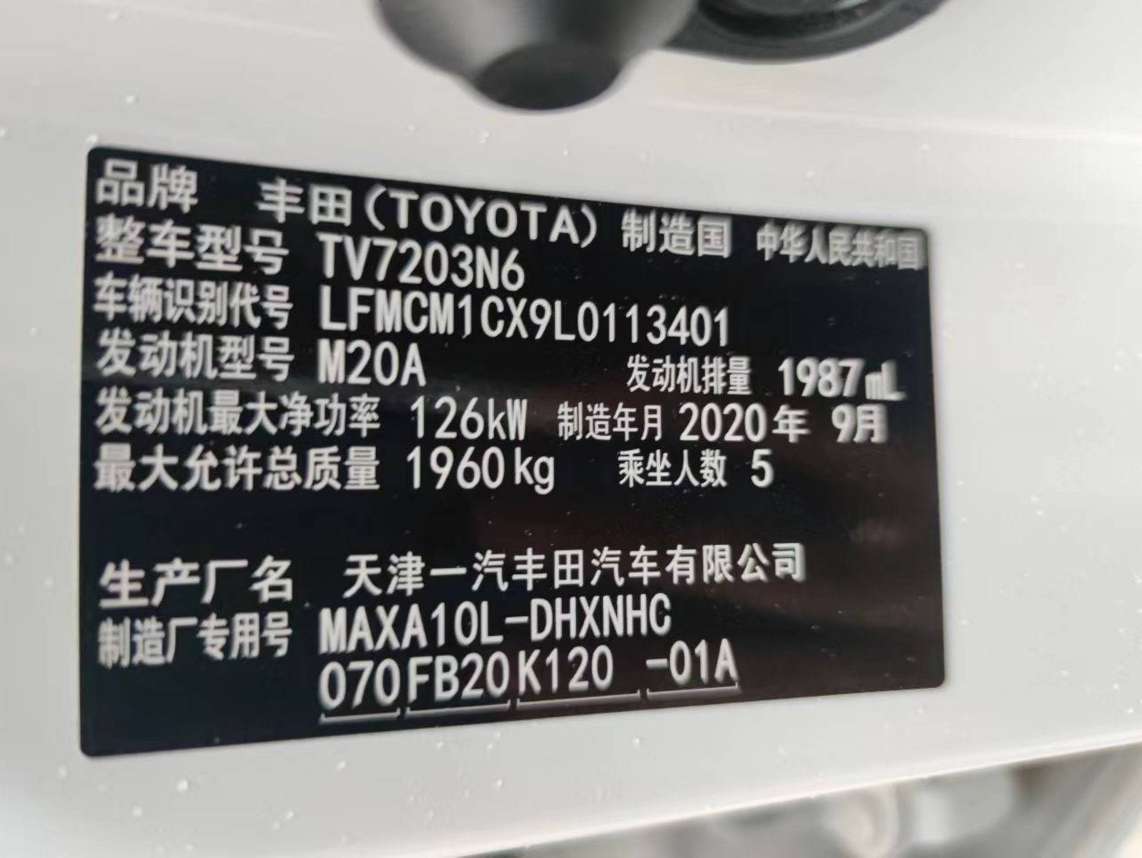 品牌 丰田(TOYOTA) 制造国 中华人民共和国
整车型号 TV7203N6
车辆识别代号 LFMCM1CX9L0113401
发动机型号 M20A 发动机排量 1987mL
发动机最大净功率 126kW 制造年月 2020年 9月
最大允许总质量 1960kg 乘坐人数 5
生产厂名 天津一汽丰田汽车有限公司
制造厂专用号 MAXA10L-DHXNHC
070 FB20 K120 -01A